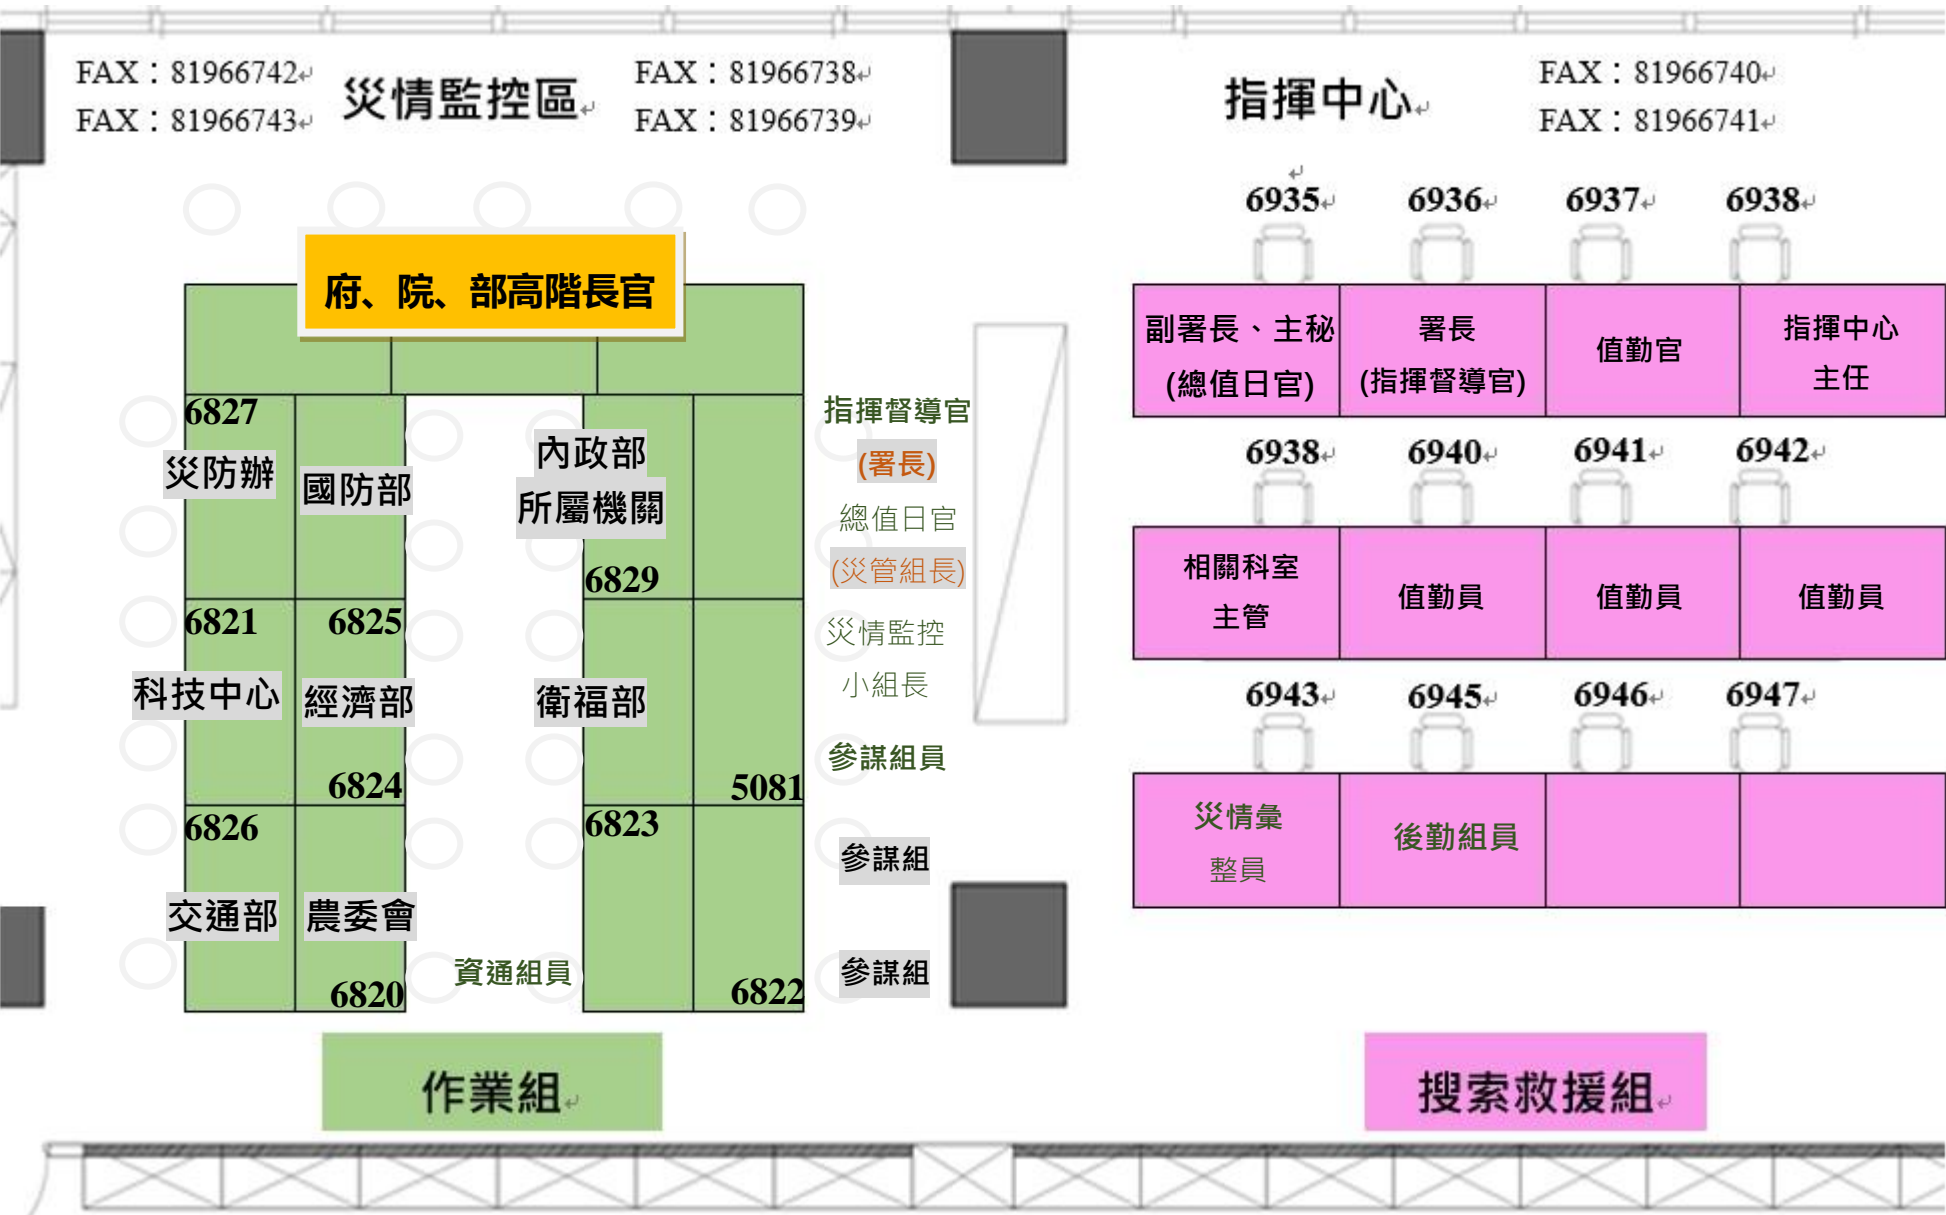 FAX：81966742
FAX：81966743
災情監控區
FAX：81966738
FAX：81966739
指揮中心
FAX：81966740
FAX：81966741
府、院、部高階長官
6827
災防辦
國防部
內政部
所屬機關
6829
6821
6825
科技中心
經濟部
衛福部
6824
5081
6826
6823
交通部
農委會
6820
資通組員
6822
指揮督導官
(署長)
總值日官
(災管組長)
災情監控
小組長
參謀組員
參謀組
參謀組
作業組
6935
6936
6937
6938
副署長、主秘
(總值日官)
署長
(指揮督導官)
值勤官
指揮中心
主任
6938
6940
6941
6942
相關科室
主管
值勤員
值勤員
值勤員
6943
6945
6946
6947
災情彙
整員
後勤組員
搜索救援組